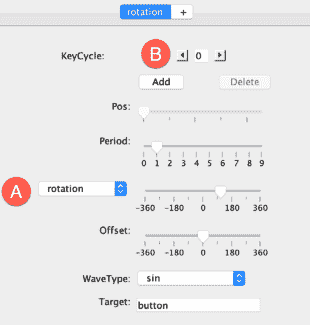 rotation +
KeyCycle: B 0
Add Delete
Pos:
Period:
0 1 2 3 4 5 6 7 8 9
A rotation
-360 -180 0 180 360
Offset:
-360 -180 0 180 360
WaveType: sin
Target: button